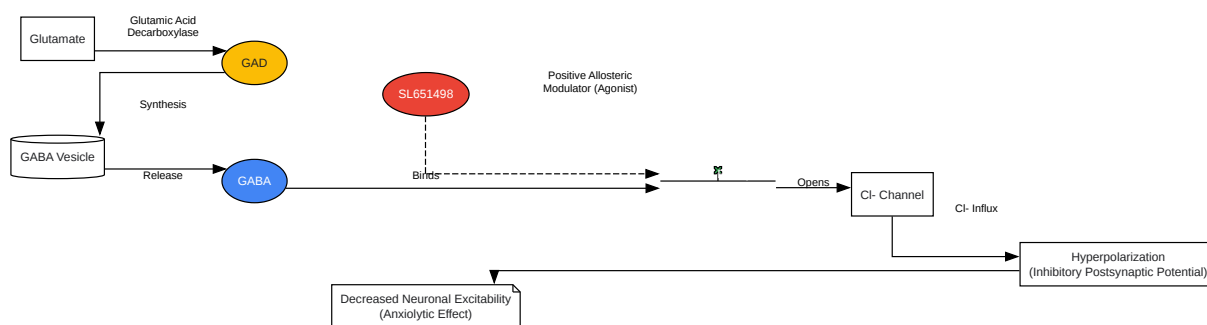 Glutamic Acid
Decarboxylase
Glutamate
GAD
SL651498
Positive Allosteric
Modulator (Agonist)
Synthesis
GABA Vesicle
Release
GABA
Binds
Opens
Cl- Channel
Cl- Influx
Hyperpolarization
(Inhibitory Postsynaptic Potential)
Decreased Neuronal Excitability
(Anxiolytic Effect)